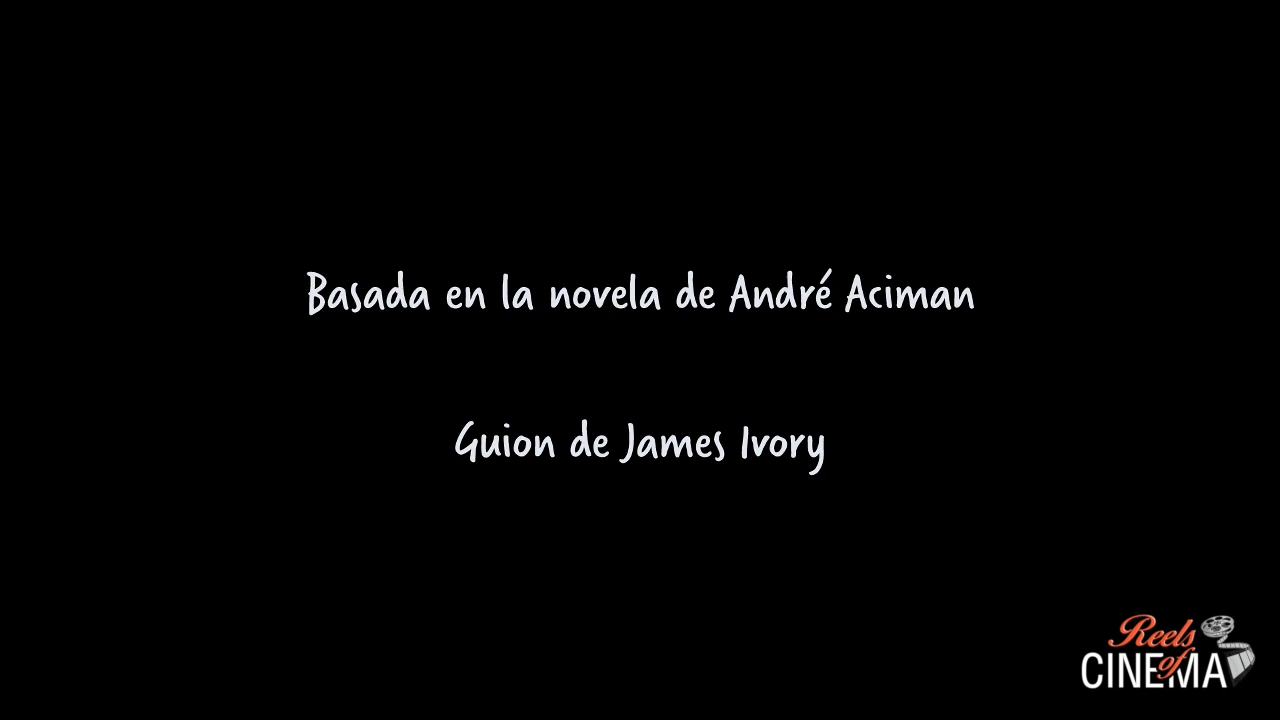 Basada en la novela de André Aciman
Guion de James Ivory
Reels
of
CINEMA